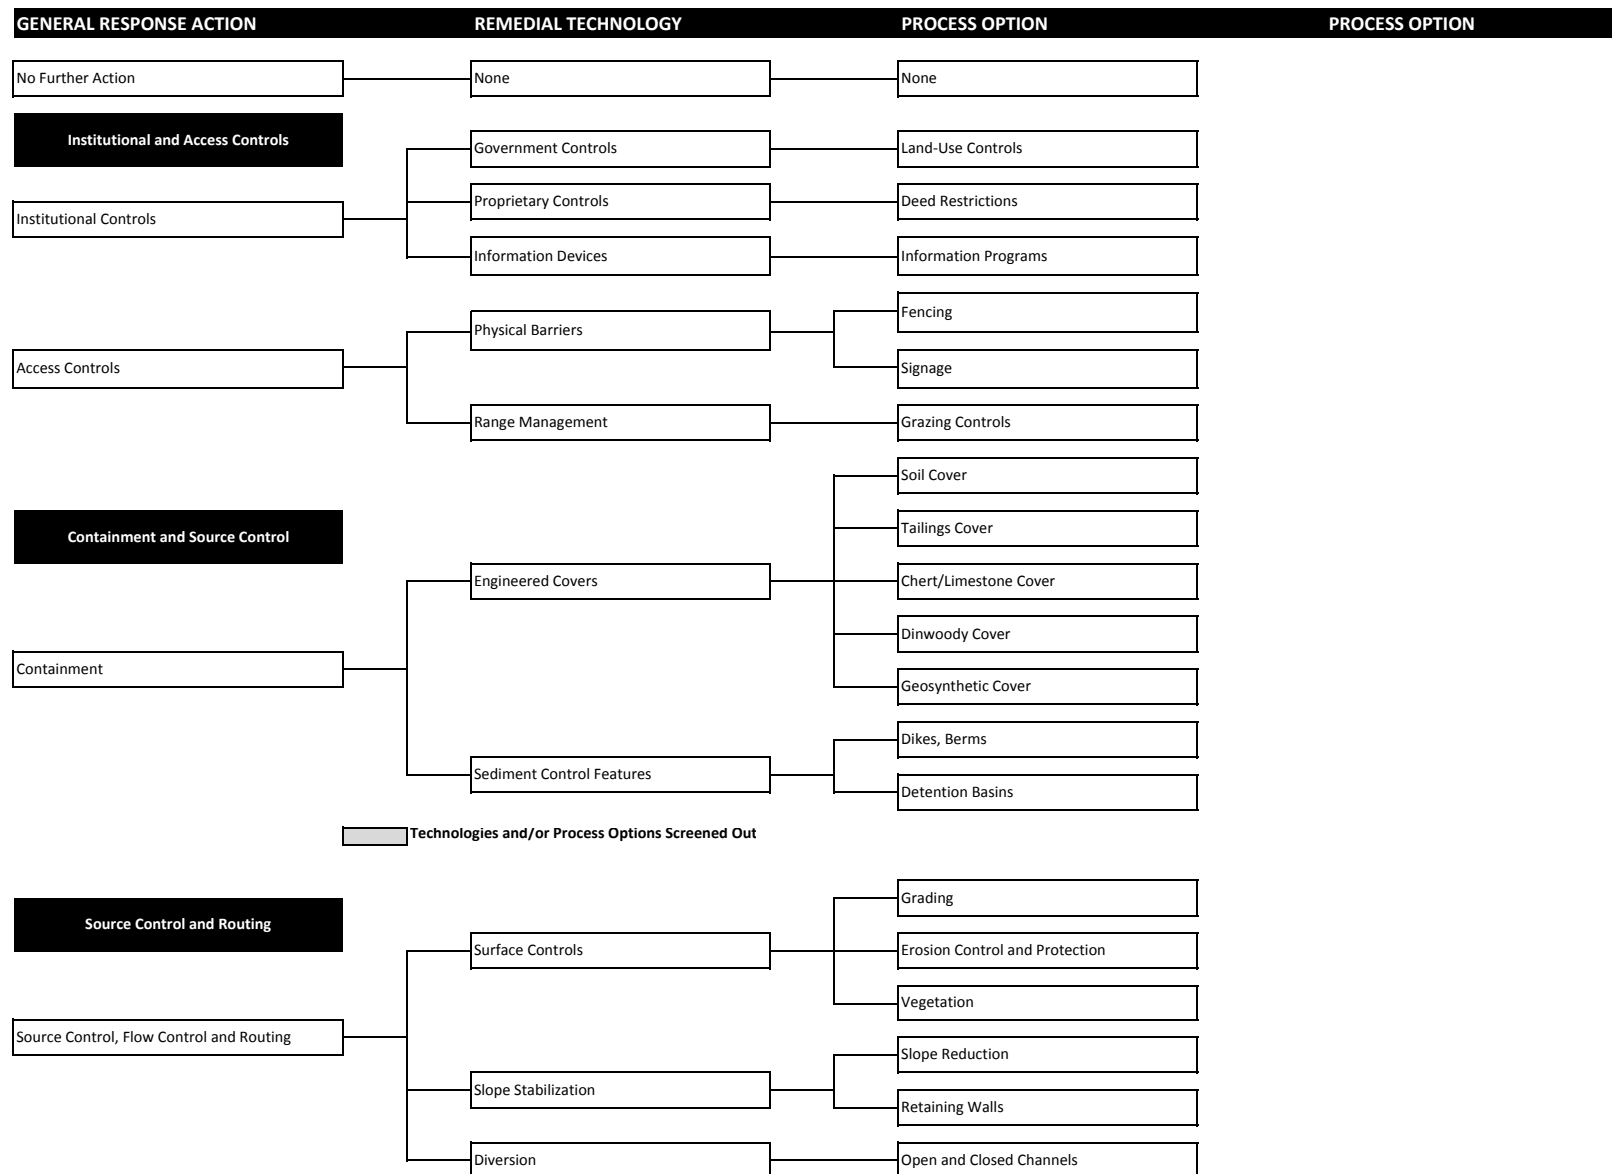 GENERAL RESPONSE ACTION REMEDIAL TECHNOLOGY PROCESS OPTION PROCESS OPTION
No Further Action None None
Institutional and Access Controls
Government Controls Land-Use Controls
Proprietary Controls Deed Restrictions
Institutional Controls
Information Devices Information Programs
Fencing
Physical Barriers
Access Controls Signage
Range Management Grazing Controls
Soil Cover
Tailings Cover
Containment and Source Control
Engineered Covers Chert/Limestone Cover
Dinwoody Cover
Containment
Geosynthetic Cover
Dikes, Berms
Sediment Control Features
Detention Basins
Technologies and/or Process Options Screened Out
Grading
Source Control and Routing
Surface Controls Erosion Control and Protection
Vegetation
Source Control, Flow Control and Routing
Slope Reduction
Slope Stabilization
Retaining Walls
Diversion Open and Closed Channels